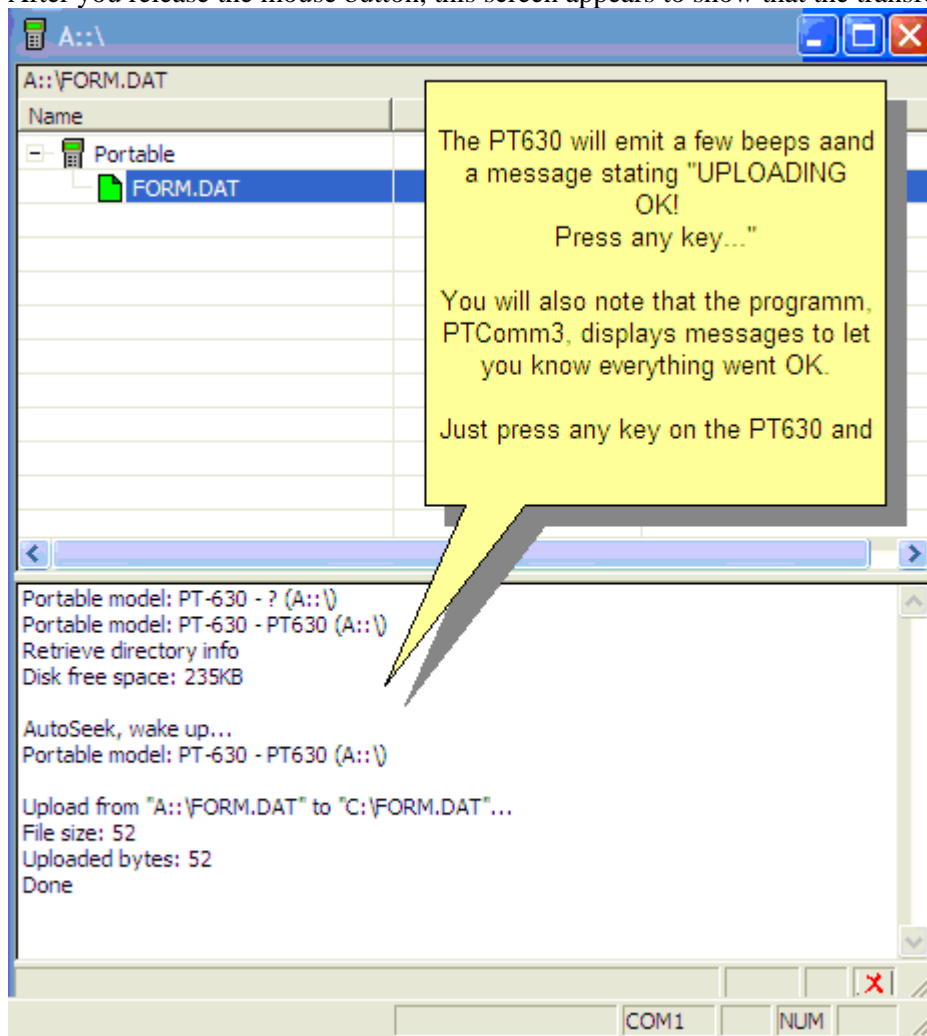 After you release the mouse button, this screen appears to show that the transfe
A::\
A::\FORM.DAT
Name
Portable
FORM.DAT
The PT630 will emit a few beeps aand
a message stating "UPLOADING
OK!
Press any key..."
You will also note that the programm,
PTComm3, displays messages to let
you know everything went OK.
Just press any key on the PT630 and
Portable model: PT-630 - ? (A::\)
Portable model: PT-630 - PT630 (A::\)
Retrieve directory info
Disk free space: 235KB
AutoSeek, wake up...
Portable model: PT-630 - PT630 (A::\)
Upload from "A::\FORM.DAT" to "C:\FORM.DAT"...
File size: 52
Uploaded bytes: 52
Done
COM1
NUM